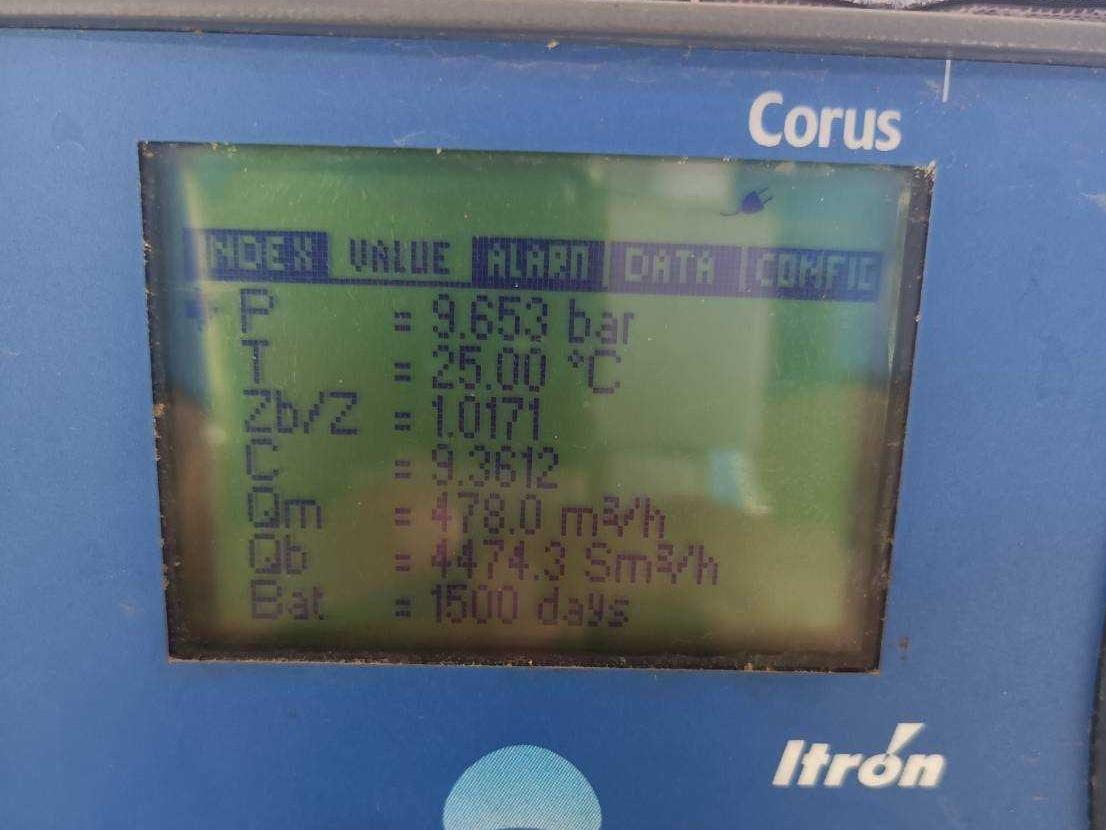 Corus
INDEX VALUE ALARM DATA CONFIG
P = 9.653 bar
T = 25.00 °C
Zb/Z = 1.0171
C = 9.3612
Qm = 478.0 m³/h
Qb = 4474.3 Sm³/h
Bat = 1500 days
Itrón